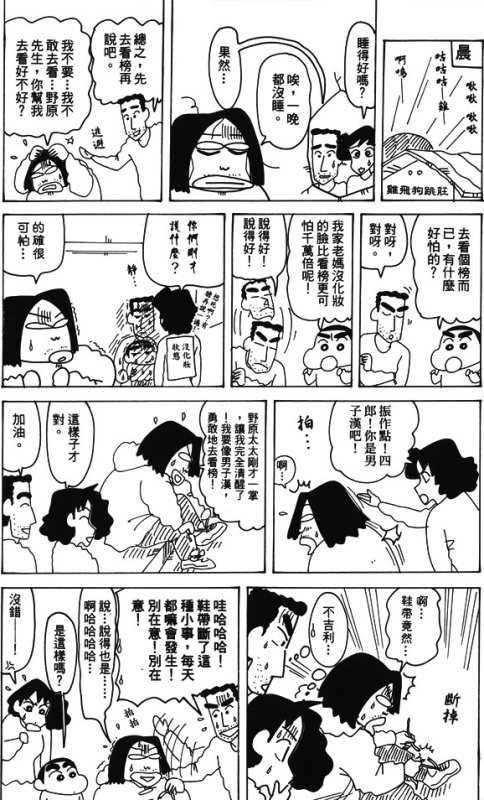 晨
啾啾
啾啾
咕咕咕 雞
啊嗚
雞飛狗跳莊
睡得好嗎?
唉,一晚
都沒睡。
果然…
總之,先
去看榜再
說吧。
逃避
我不要…我不
敢去看…野原
先生,你幫我
去看好不好?
去看個榜而
已,有什麼
好怕的?
對呀,
對呀。
我家老媽沒化妝
的臉比看榜更可
怕千萬倍呢!
說得好!
說得好!
你們剛才
說什麼?
沒化妝
狀態
靜…
的確很
可怕…
振作點!四
郎!你是男
子漢吧!
拍…
啊…
野原太太剛才一掌
,讓我完全清醒了
!我要像男子漢,
勇敢地去看榜!
這樣子才
對。
加油。
啊…
鞋帶竟然…
斷掉
不吉利…
哇哈哈哈!
鞋帶斷了這
種小事,每天
都嘛會發生!
別在意!別在
意!
拍拍
說…說得也是……
啊哈哈哈哈…
是這樣嗎?
沒錯!